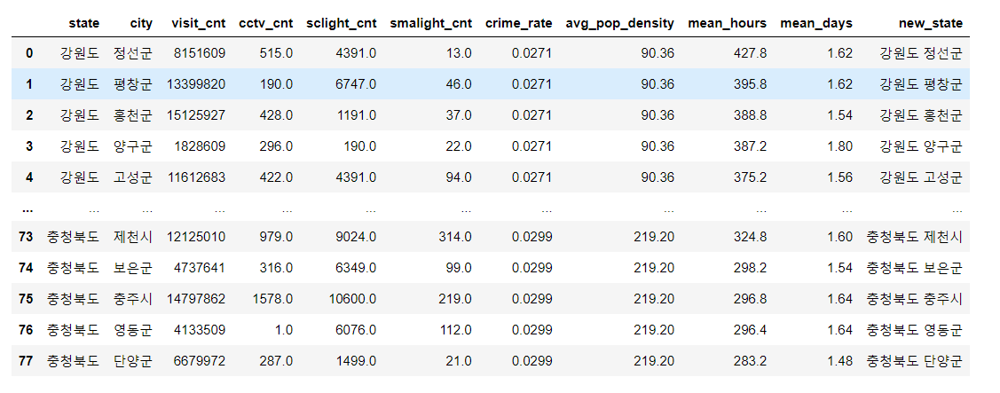 state city visit_cnt cctv_cnt sclight_cnt smalight_cnt crime_rate avg_pop_density mean_hours mean_days new_state
0 강원도 정선군 8151609 515.0 4391.0 13.0 0.0271 90.36 427.8 1.62 강원도 정선군
1 강원도 평창군 13399820 190.0 6747.0 46.0 0.0271 90.36 395.8 1.62 강원도 평창군
2 강원도 홍천군 15125927 428.0 1191.0 37.0 0.0271 90.36 388.8 1.54 강원도 홍천군
3 강원도 양구군 1828609 296.0 190.0 22.0 0.0271 90.36 387.2 1.80 강원도 양구군
4 강원도 고성군 11612683 422.0 4391.0 94.0 0.0271 90.36 375.2 1.56 강원도 고성군
... ... ... ... ... ... ... ... ... ... ... ...
73 충청북도 제천시 12125010 979.0 9024.0 314.0 0.0299 219.20 324.8 1.60 충청북도 제천시
74 충청북도 보은군 4737641 316.0 6349.0 99.0 0.0299 219.20 298.2 1.54 충청북도 보은군
75 충청북도 충주시 14797862 1578.0 10600.0 219.0 0.0299 219.20 296.8 1.64 충청북도 충주시
76 충청북도 영동군 4133509 1.0 6076.0 112.0 0.0299 219.20 296.4 1.64 충청북도 영동군
77 충청북도 단양군 6679972 287.0 1499.0 21.0 0.0299 219.20 283.2 1.48 충청북도 단양군